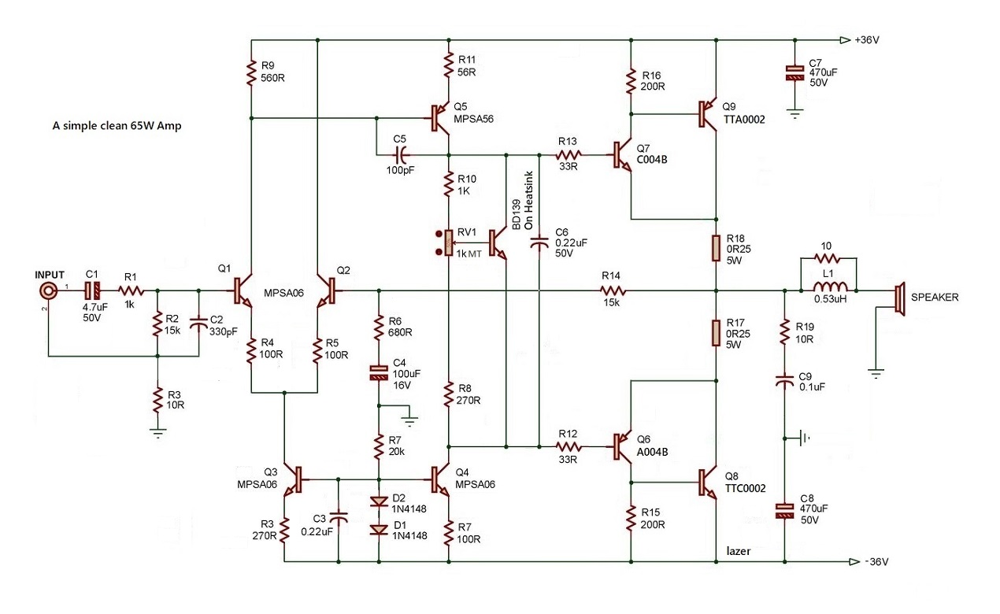 +36V
R9
560R
R11
56R
R16
200R
C7
470uF
50V
A simple clean 65W Amp
Q5
MPSA56
Q9
TTA0002
C5
100pF
R13
33R
Q7
C004B
R10
1K
BD139
On Heatsink
RV1
1k MT
50%
C6
0.22uF
50V
R18
0R25
5W
10
L1
0.53uH
INPUT
1
2
C1
4.7uF
50V
R1
1k
Q1
MPSA06
Q2
R14
15k
SPEAKER
R2
15k
C2
330pF
R4
100R
R5
100R
R6
680R
R17
0R25
5W
R19
10R
C4
100uF
16V
C9
0.1uF
R3
10R
R8
270R
R7
20k
R12
33R
Q6
A004B
Q3
MPSA06
Q4
MPSA06
Q8
TTC0002
D2
1N4148
D1
1N4148
C3
0.22uF
R3
270R
R7
100R
R15
200R
C8
470uF
50V
lazer
-36V